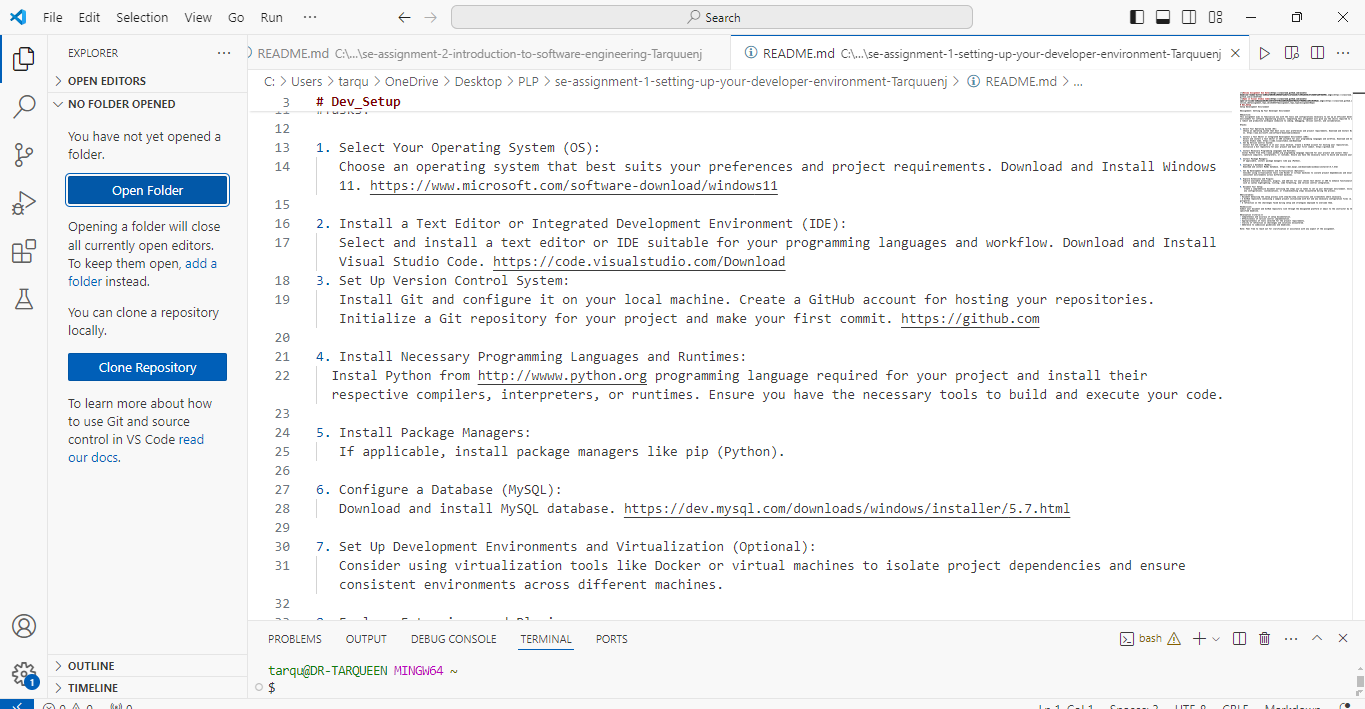 File Edit Selection View Go Run ··· Search
EXPLORER ···
OPEN EDITORS
NO FOLDER OPENED
You have not yet opened a
folder.
Open Folder
Opening a folder will close
all currently open editors.
To keep them open, add a
folder instead.
You can clone a repository
locally.
Clone Repository
To learn more about how
to use Git and source
control in VS Code read
our docs.
OUTLINE
TIMELINE
1
README.md C:\...\se-assignment-2-introduction-to-software-engineering-Tarquuenj
README.md C:\...\se-assignment-1-setting-up-your-developer-environment-Tarquuenj
C: > Users > tarqu > OneDrive > Desktop > PLP > se-assignment-1-setting-up-your-developer-environment-Tarquuenj > README.md > ...
3 # Dev_Setup
11 #Tasks:
12
13 1. Select Your Operating System (OS):
14 Choose an operating system that best suits your preferences and project requirements. Download and Install Windows
11. https://www.microsoft.com/software-download/windows11
15
16 2. Install a Text Editor or Integrated Development Environment (IDE):
17 Select and install a text editor or IDE suitable for your programming languages and workflow. Download and Install
Visual Studio Code. https://code.visualstudio.com/Download
18 3. Set Up Version Control System:
19 Install Git and configure it on your local machine. Create a GitHub account for hosting your repositories.
Initialize a Git repository for your project and make your first commit. https://github.com
20
21 4. Install Necessary Programming Languages and Runtimes:
22 Instal Python from http://wwww.python.org programming language required for your project and install their
respective compilers, interpreters, or runtimes. Ensure you have the necessary tools to build and execute your code.
23
24 5. Install Package Managers:
25 If applicable, install package managers like pip (Python).
26
27 6. Configure a Database (MySQL):
28 Download and install MySQL database. https://dev.mysql.com/downloads/windows/installer/5.7.html
29
30 7. Set Up Development Environments and Virtualization (Optional):
31 Consider using virtualization tools like Docker or virtual machines to isolate project dependencies and ensure
consistent environments across different machines.
32
PROBLEMS OUTPUT DEBUG CONSOLE TERMINAL PORTS bash
tarqu@DR-TARQUEEN MINGW64 ~
$